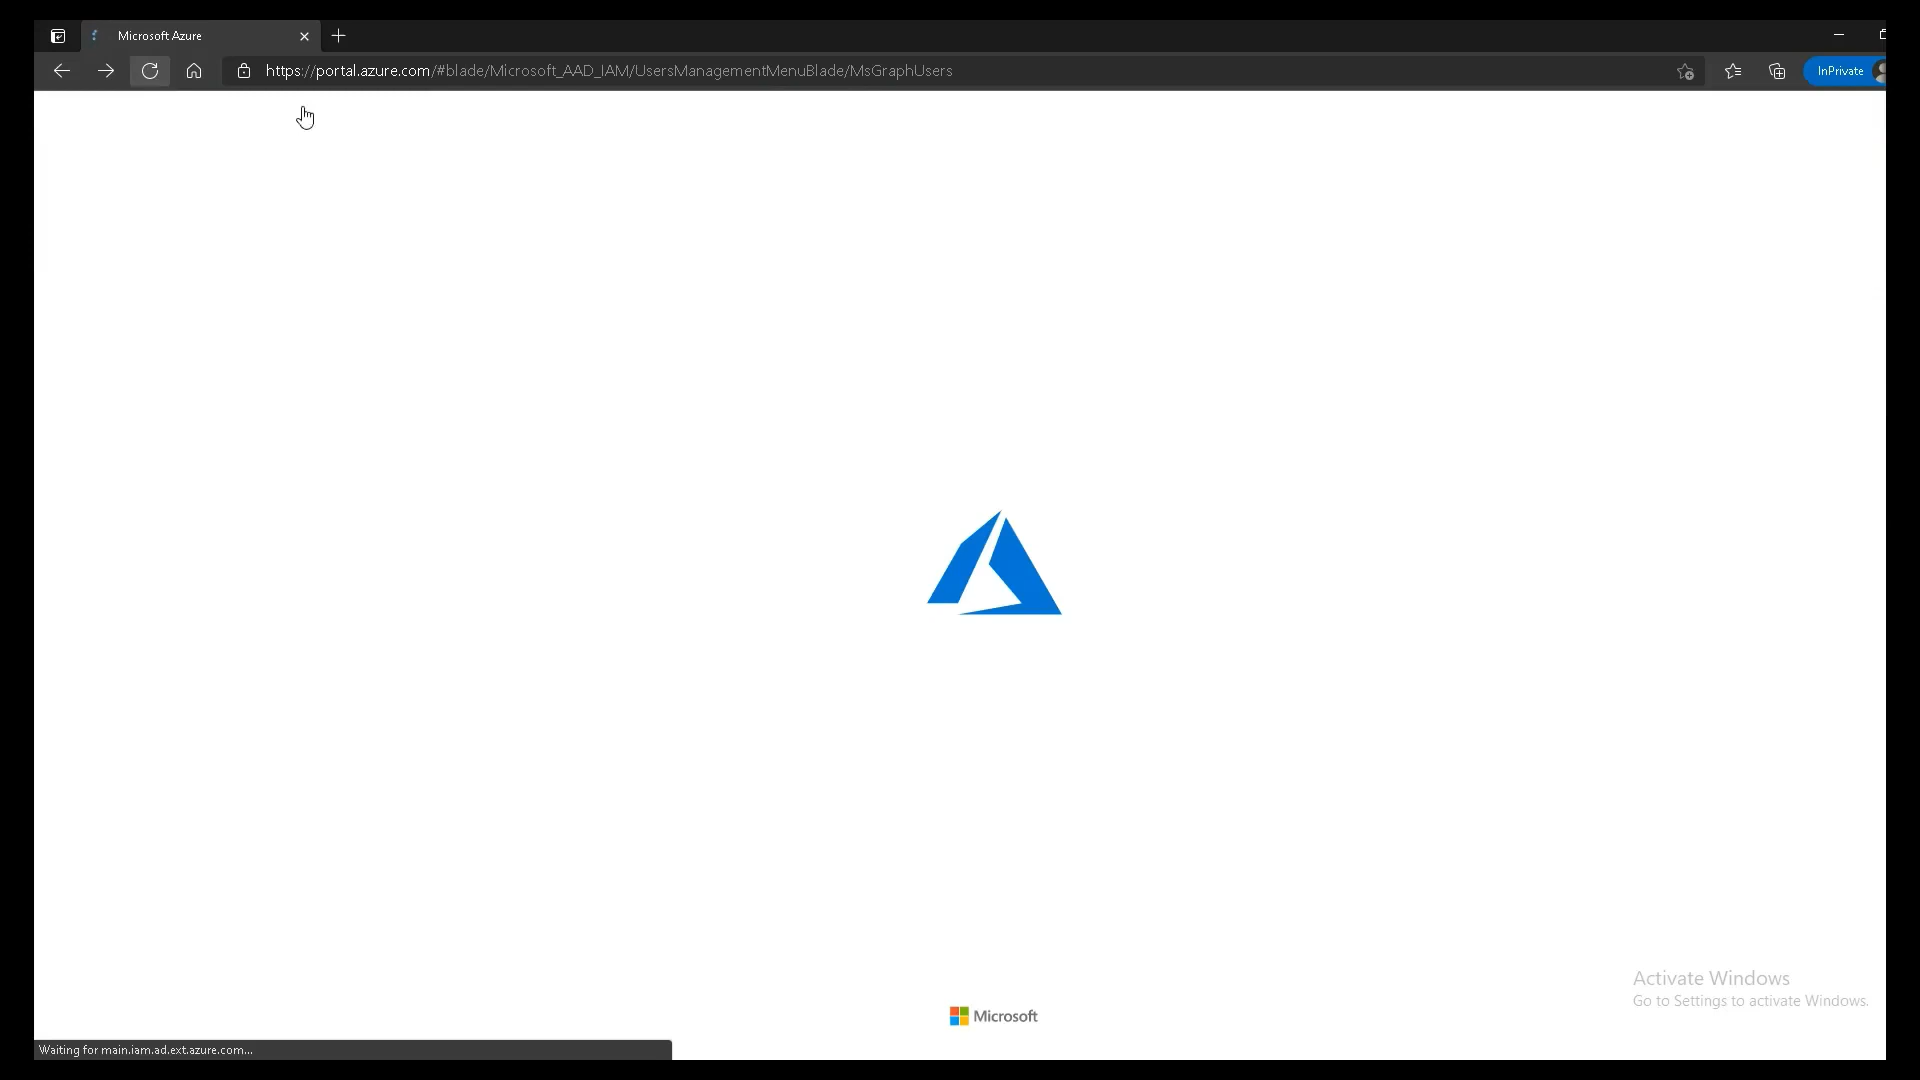 Microsoft Azure
https://portal.azure.com/#blade/Microsoft_AAD_IAM/UsersManagementMenuBlade/MsGraphUsers
InPrivate
Activate Windows
Go to Settings to activate Windows.
Microsoft
Waiting for main.iam.ad.ext.azure.com...